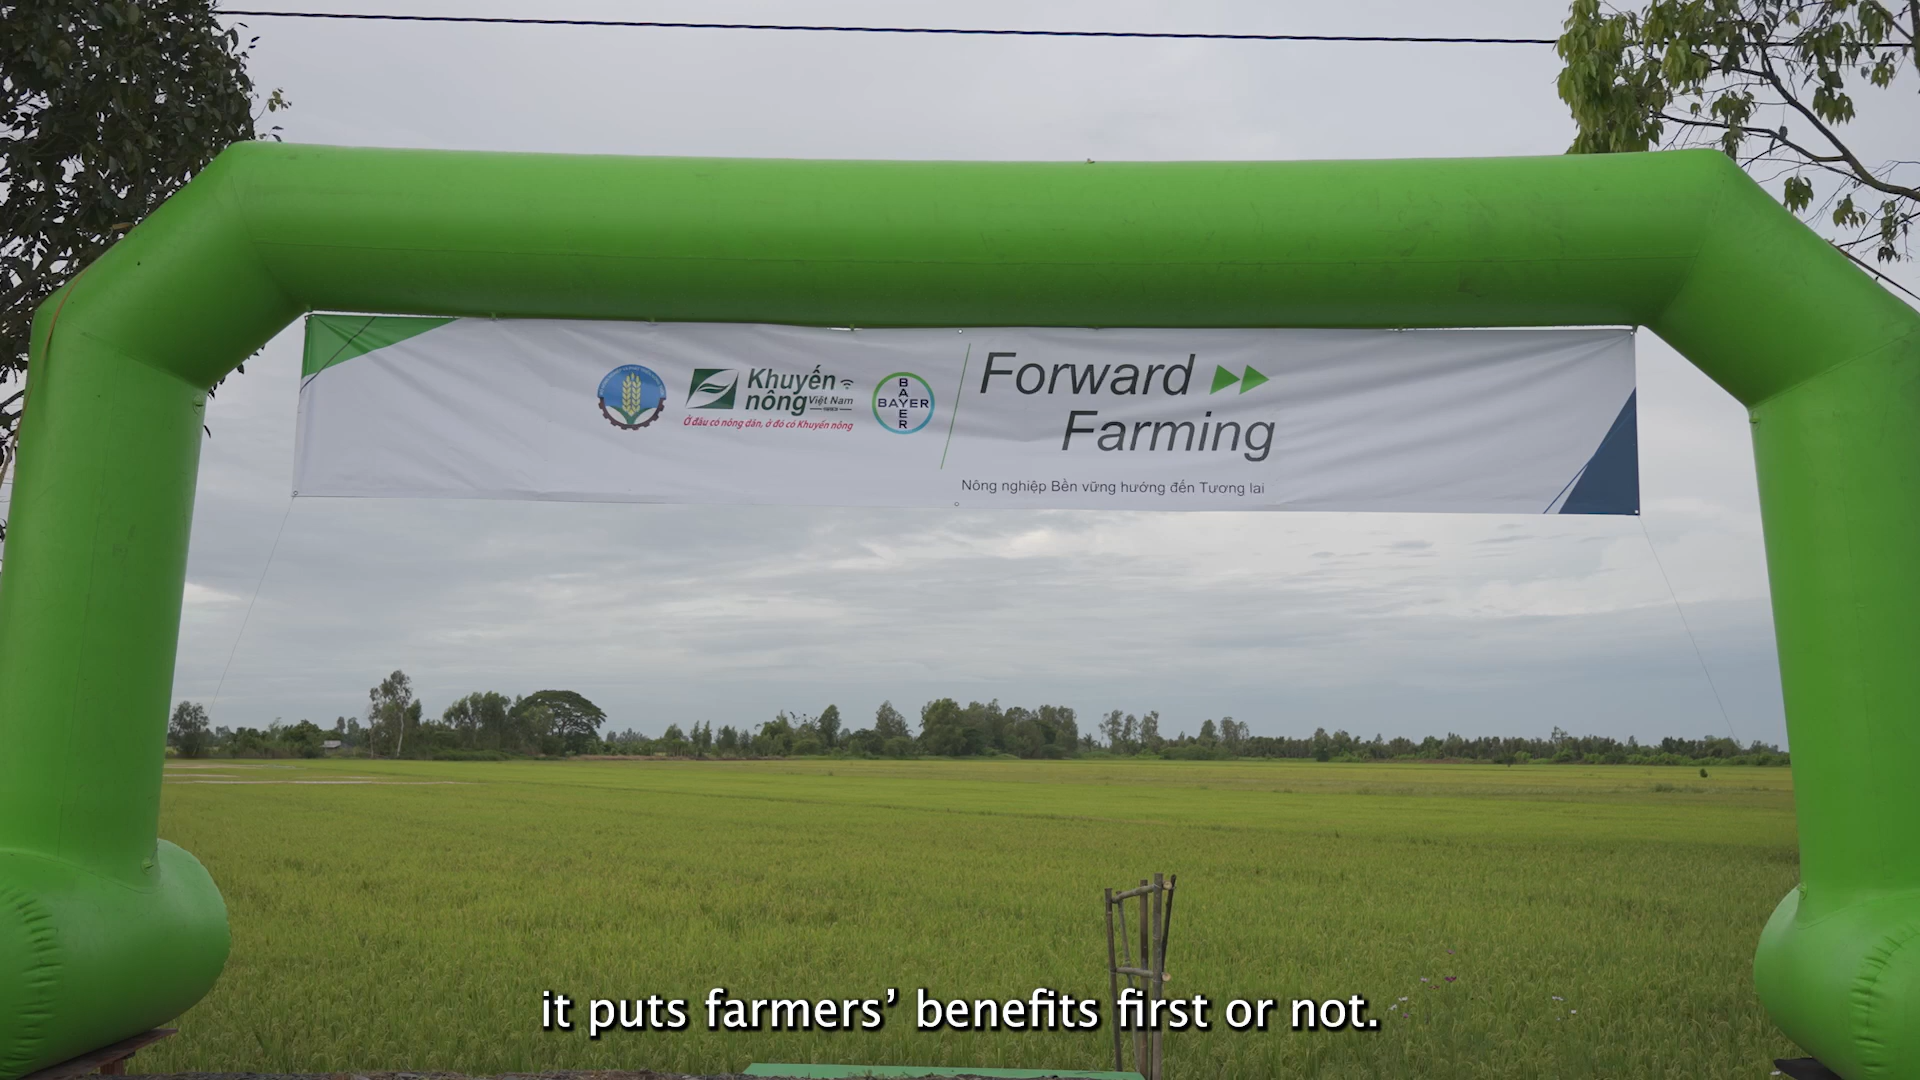 Khuyến
nông Việt Nam
Ở đâu có nông dân, ở đó có Khuyến nông
BAYER
BAYER
Forward
Farming
Nông nghiệp Bền vững hướng đến Tương lai
it puts farmers’ benefits first or not.